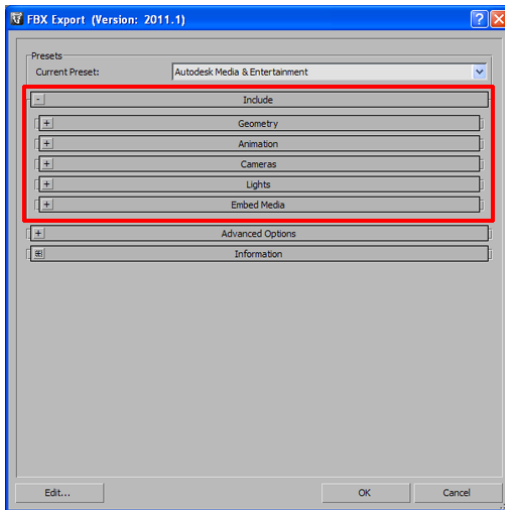 FBX Export (Version: 2011.1)
Presets
Current Preset: Autodesk Media & Entertainment
- Include
+ Geometry
+ Animation
+ Cameras
+ Lights
+ Embed Media
+ Advanced Options
+ Information
Edit... OK Cancel